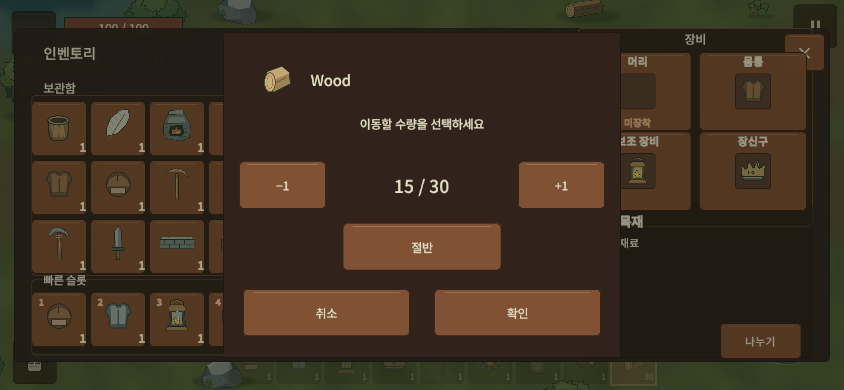 100 / 100
인벤토리
장비
Wood
머리
몸통
보관함
미장착
이동할 수량을 선택하세요
1
1
1
보조 장비
장신구
−1
15 / 30
+1
1
1
1
목재
재료
절반
1
1
1
빠른 슬롯
1
2
3
4
1
1
1
취소
확인
나누기
30